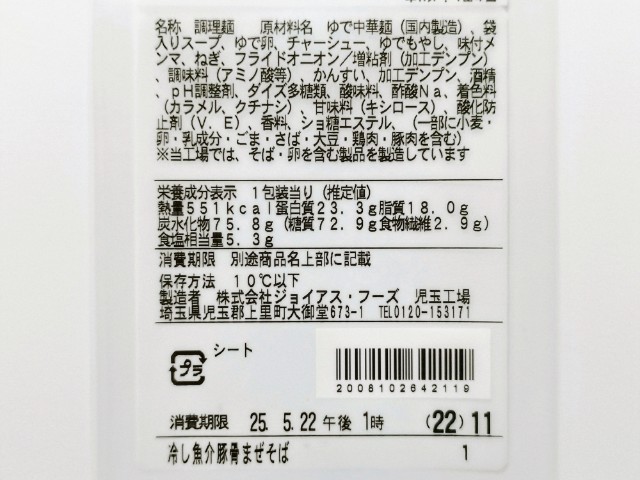 名称 調理麺 原材料名 ゆで中華麺(国内製造)、袋
入りスープ、ゆで卵、チャーシュー、ゆでもやし、味付メ
ンマ、ねぎ、フライドオニオン/増粘剤(加工デンプン)
、調味料(アミノ酸等)、かんすい、加工デンプン、酒精
、pH調整剤、ダイズ多糖類、酸味料、酢酸Na、着色料
(カラメル、クチナシ)、甘味料(キシロース)、酸化防
止剤(V.E)、香料、ショ糖エステル、(一部に小麦・
卵・乳成分・ごま・さば・大豆・鶏肉・豚肉を含む)
※当工場では、そば・卵を含む製品を製造しています
栄養成分表示 1包装当り(推定値)
熱量551kcal蛋白質23.3g脂質18.0g
炭水化物75.8g(糖質72.9g食物繊維2.9g)
食塩相当量5.3g
消費期限 別途商品名上部に記載
保存方法 10℃以下
製造者 株式会社ジョイアス・フーズ 児玉工場
埼玉県児玉郡上里町大御堂673-1 TEL0120-153171
プラ シート
2008102642119
消費期限 25. 5.22 午後 1時 (22) 11
冷し魚介豚骨まぜそば 1